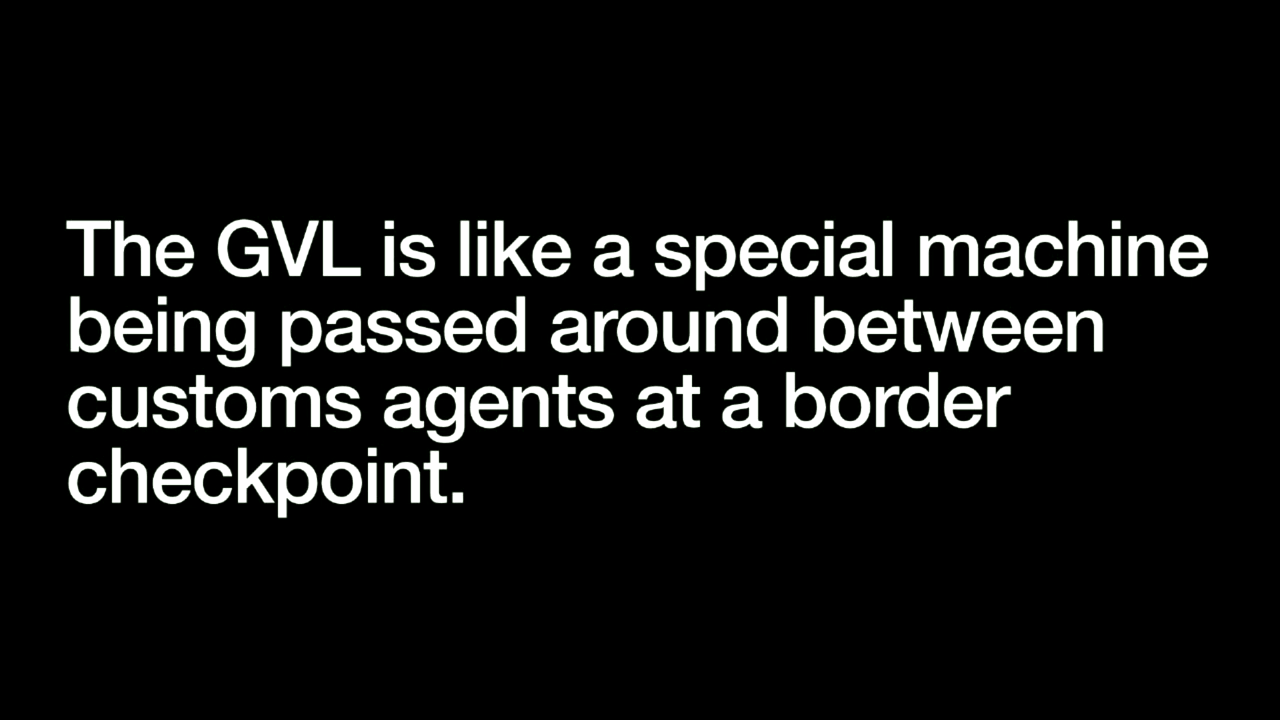 The GVL is like a special machine
being passed around between
customs agents at a border
checkpoint.